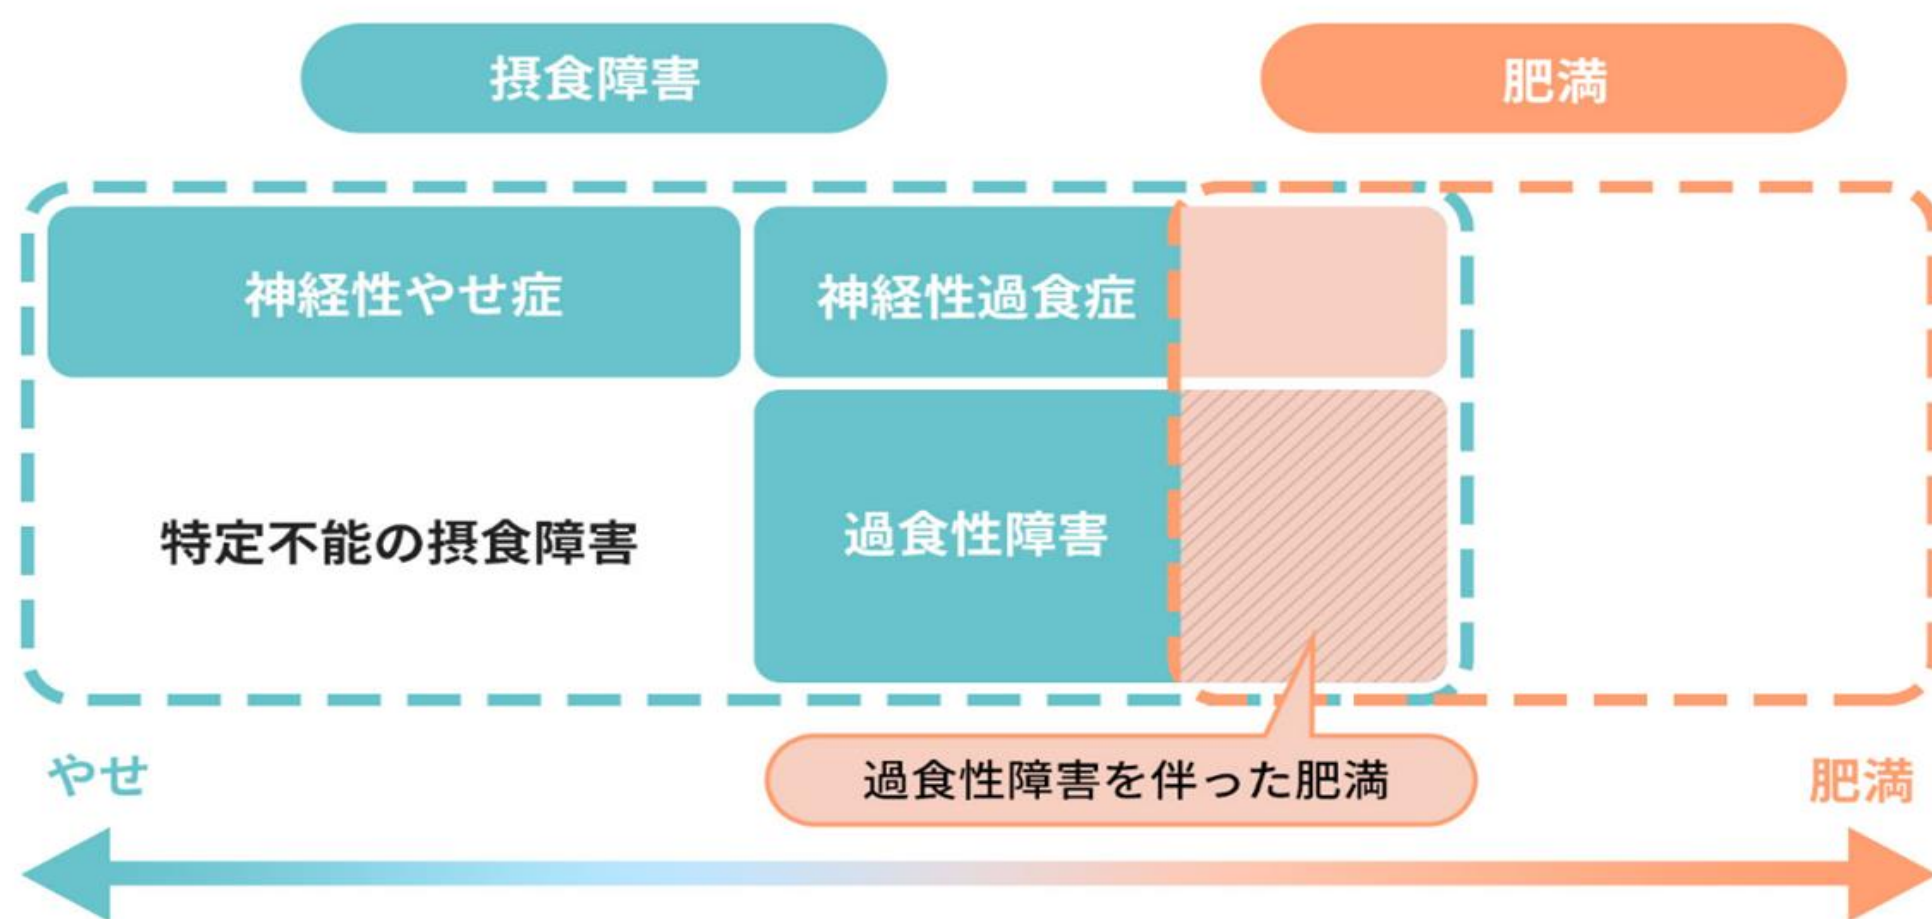 摂食障害
肥満
神経性やせ症
神経性過食症
特定不能の摂食障害
過食性障害
やせ
過食性障害を伴った肥満
肥満